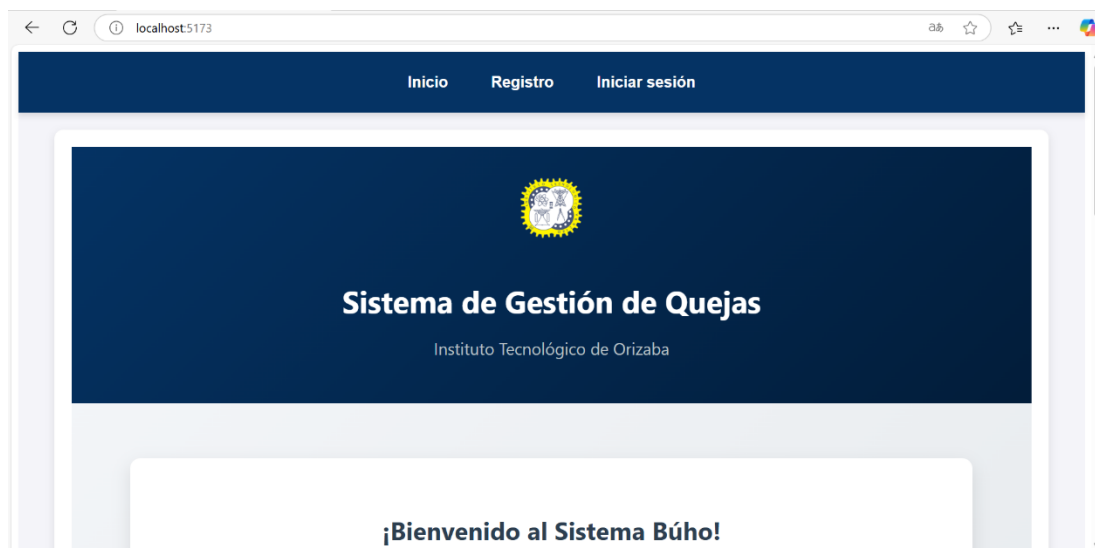 localhost:5173
Inicio Registro Iniciar sesión
Sistema de Gestión de Quejas
Instituto Tecnológico de Orizaba
¡Bienvenido al Sistema Búho!